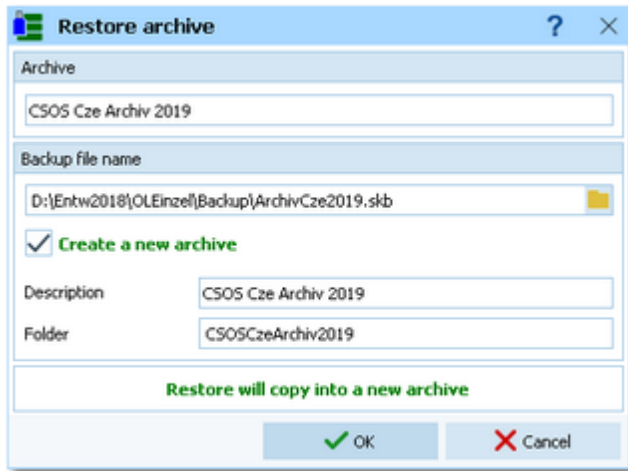 Restore archive ?
Archive
CSOS Cze Archiv 2019
Backup file name
D:\Entw2018\OLEinzel\Backup\ArchivCze2019.skb
Create a new archive
Description CSOS Cze Archiv 2019
Folder CSOSCzeArchiv2019
Restore will copy into a new archive
OK Cancel